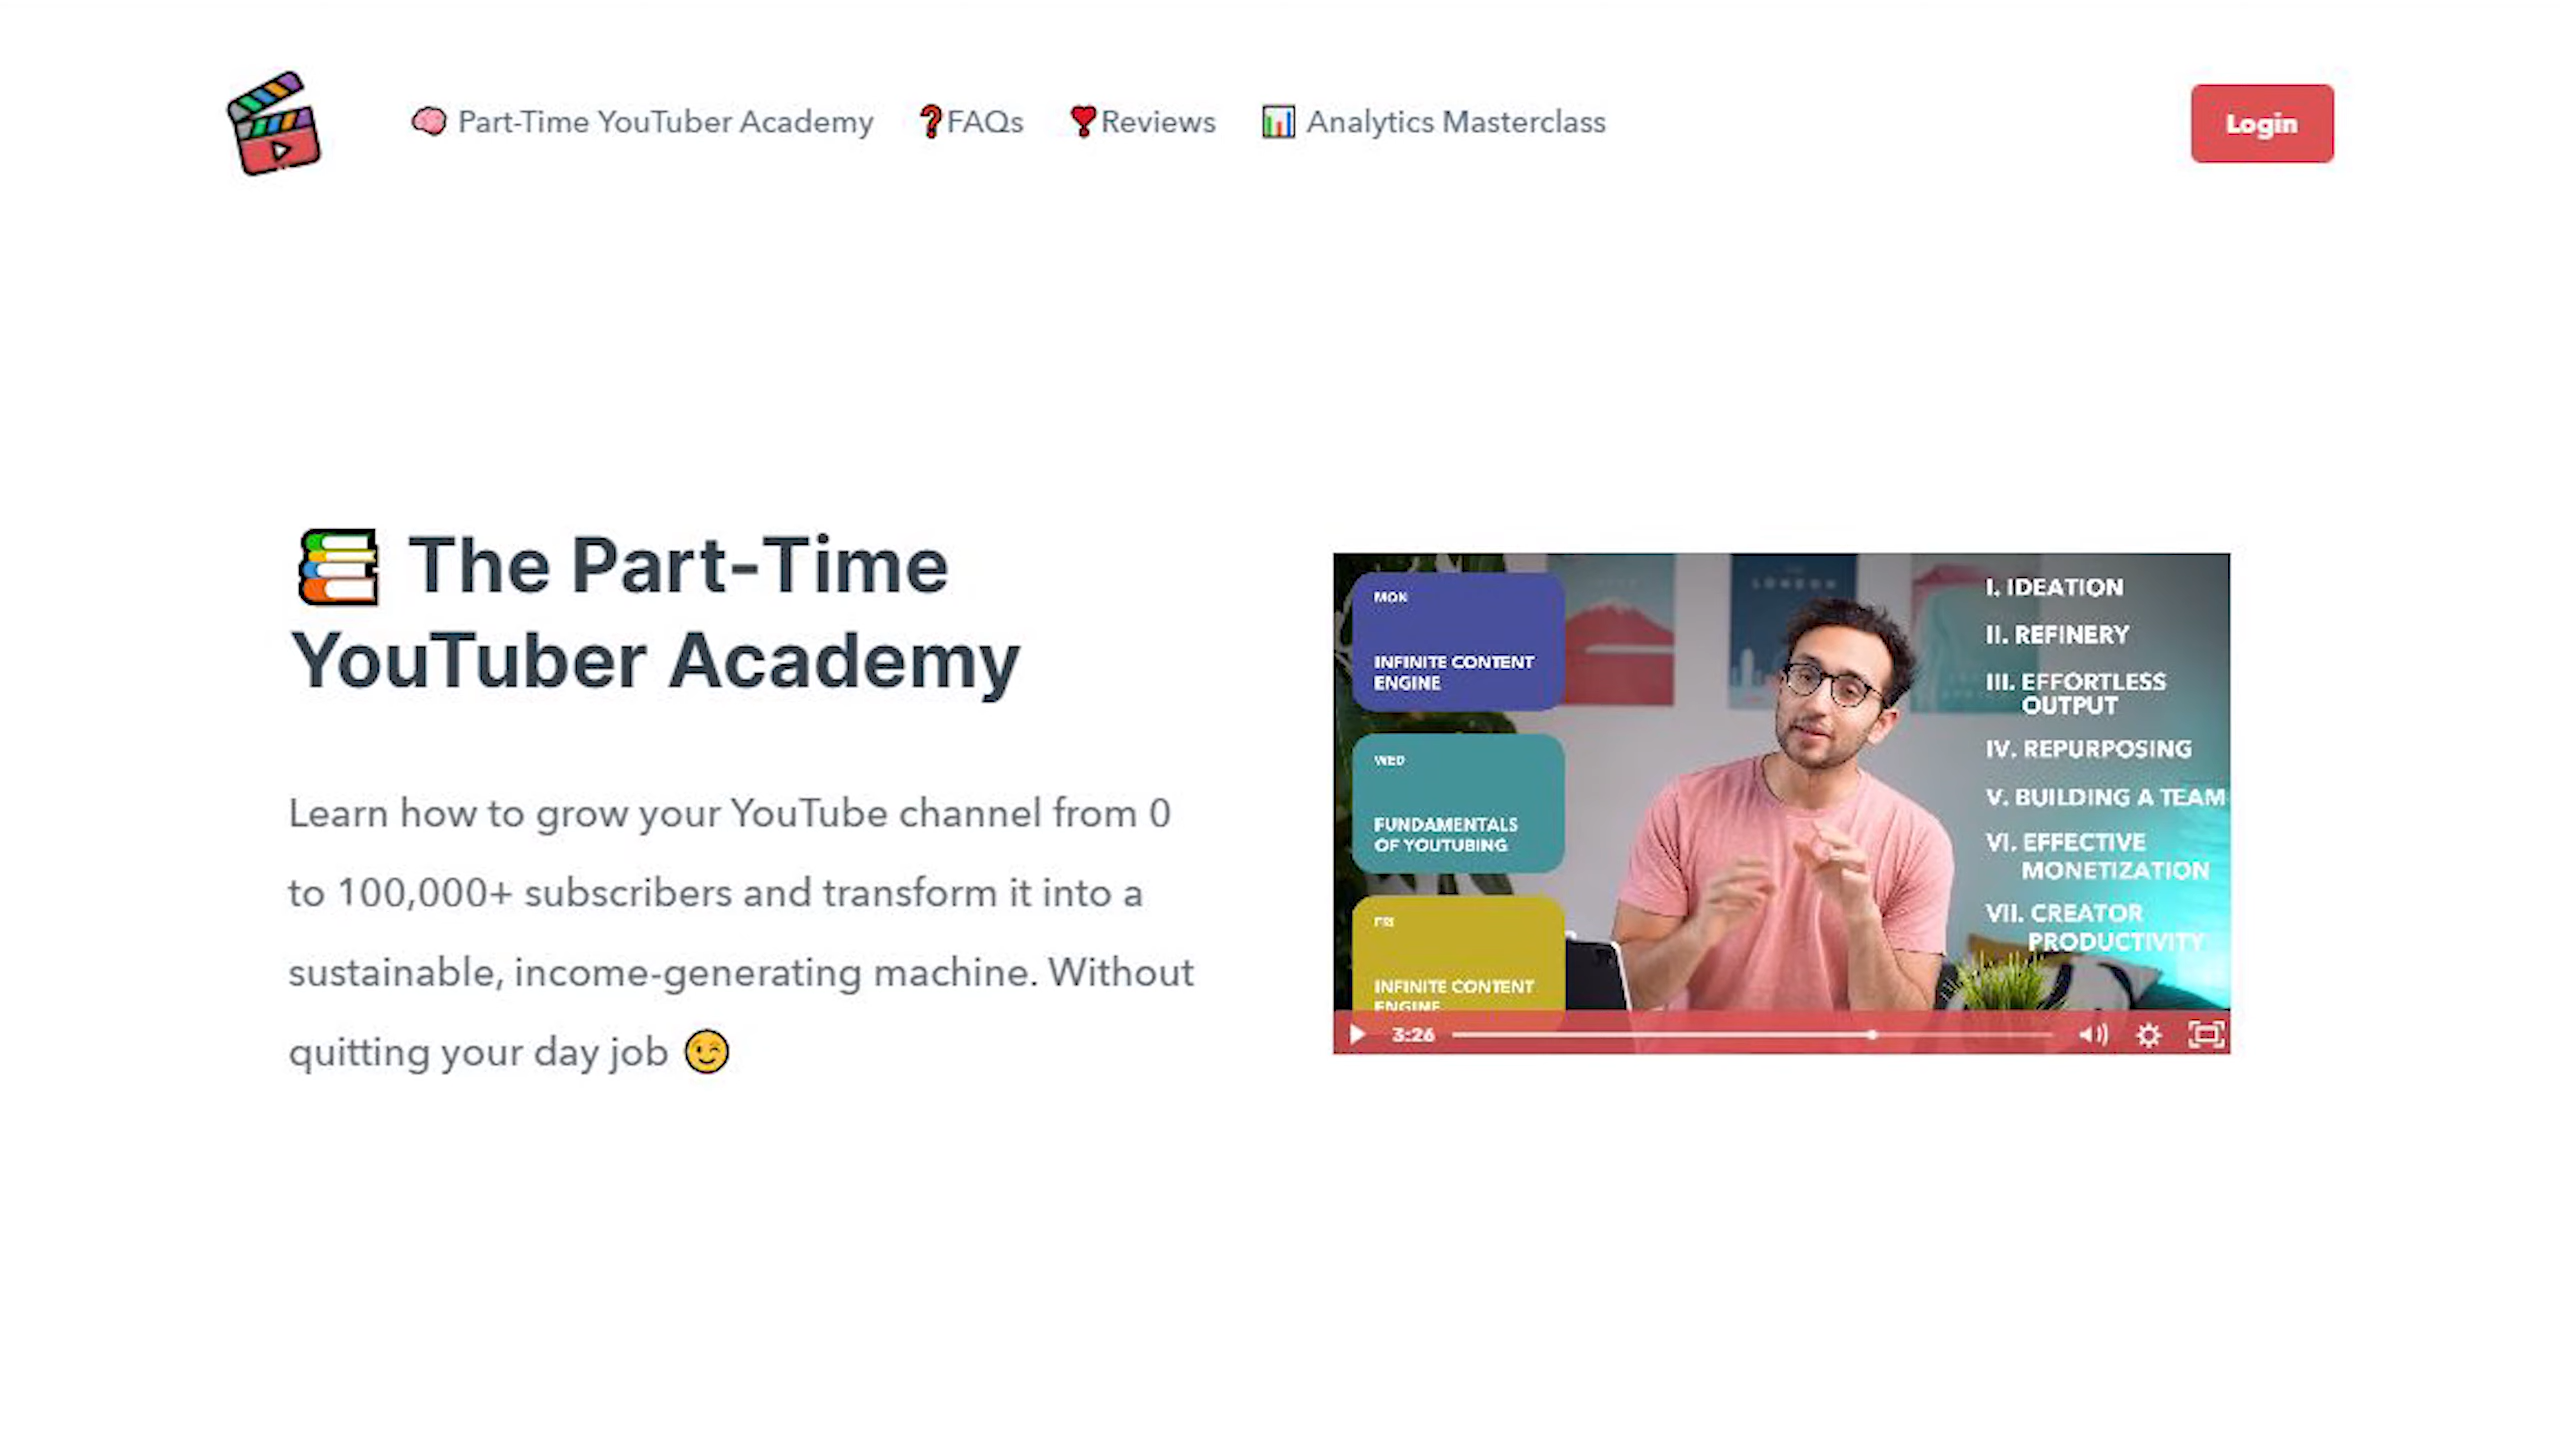 Part-Time YouTuber Academy
FAQs
Reviews
Analytics Masterclass
Login
The Part-Time
YouTuber Academy
Learn how to grow your YouTube channel from 0
to 100,000+ subscribers and transform it into a
sustainable, income-generating machine. Without
quitting your day job
MON
INFINITE CONTENT
ENGINE
WED
FUNDAMENTALS
OF YOUTUBING
FRI
INFINITE CONTENT
ENGINE
LONDON
I. IDEATION
II. REFINERY
III. EFFORTLESS
OUTPUT
IV. REPURPOSING
V. BUILDING A TEAM
VI. EFFECTIVE
MONETIZATION
VII. CREATOR
PRODUCTIVITY
3:26